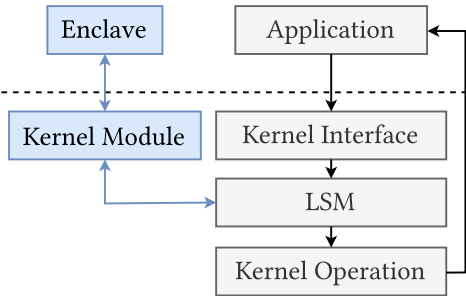 Enclave
Application
Kernel Module
Kernel Interface
LSM
Kernel Operation